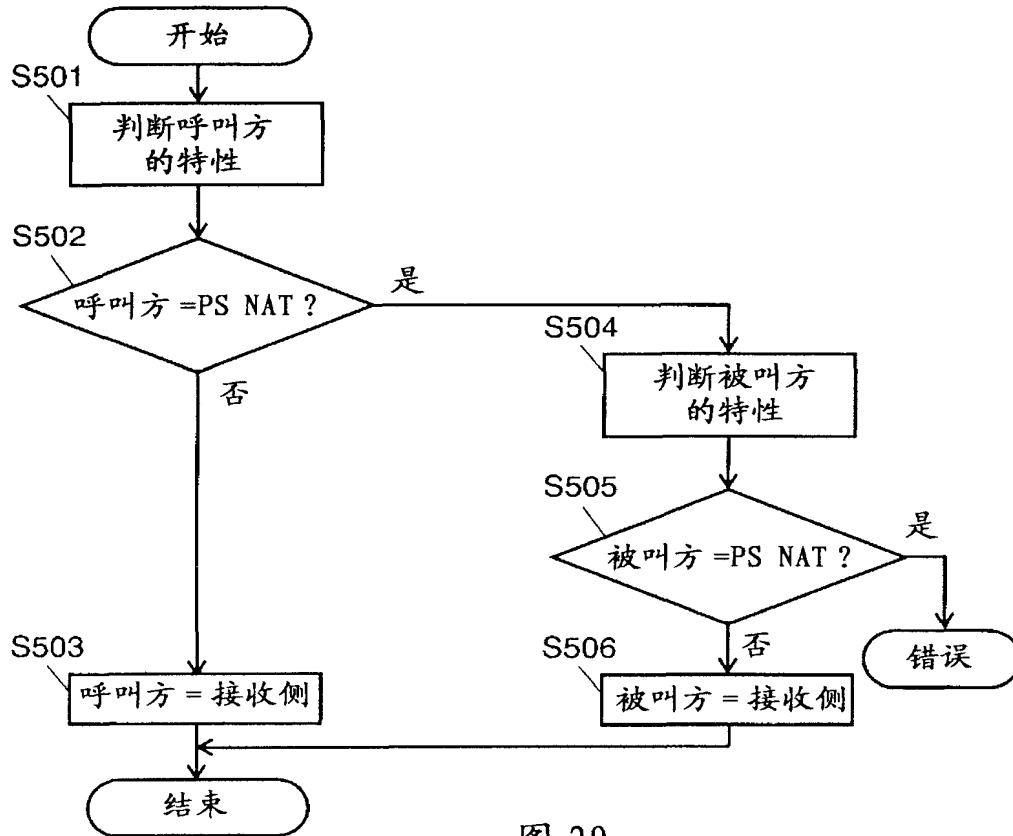 开始
S501
判断呼叫方
的特性
S502
呼叫方=PS NAT?
是
否
S504
判断被叫方
的特性
S505
被叫方=PS NAT?
是
否
错误
S503
呼叫方=接收侧
S506
被叫方=接收侧
结束